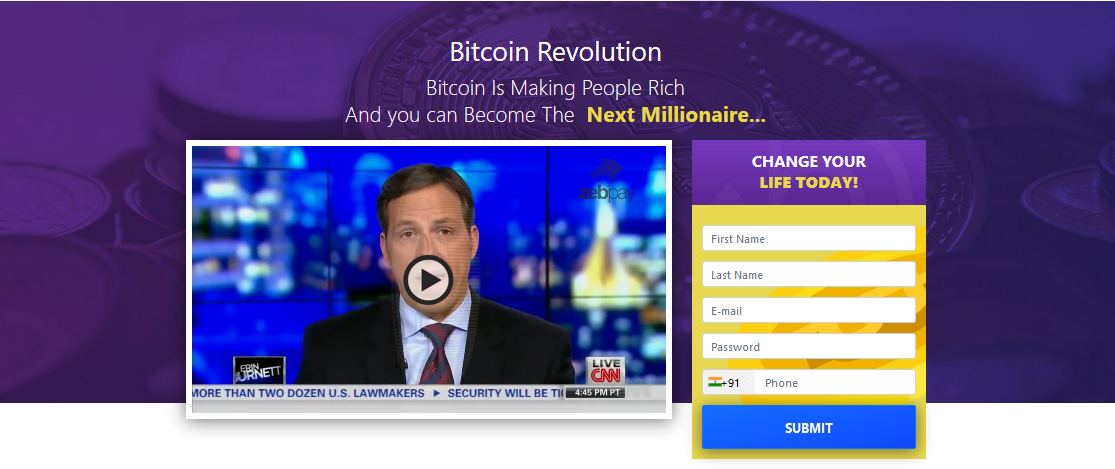 Bitcoin Revolution
Bitcoin Is Making People Rich
And you can Become The Next Millionaire...
zebpay
ERIN
BURNETT
LIVE
CNN
MORE THAN TWO DOZEN U.S. LAWMAKERS ► SECURITY WILL BE TI
4:45 PM PT
CHANGE YOUR
LIFE TODAY!
First Name
Last Name
E-mail
Password
+91 Phone
SUBMIT